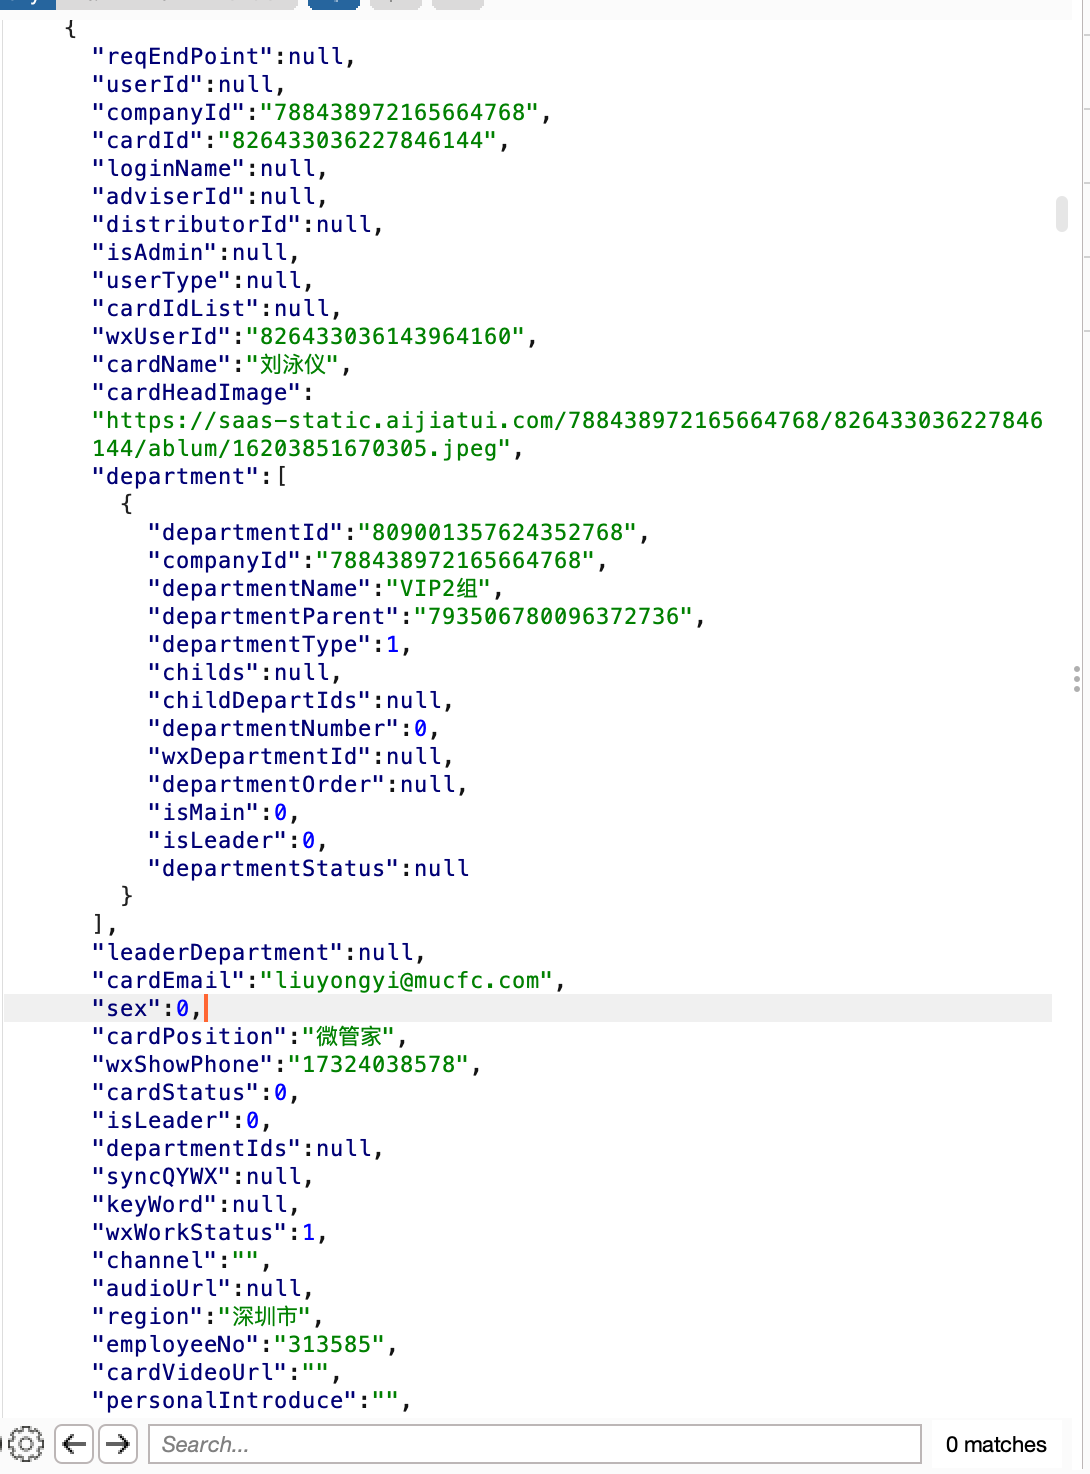 {
"reqEndPoint":null,
"userId":null,
"companyId":"788438972165664768",
"cardId":"826433036227846144",
"loginName":null,
"adviserId":null,
"distributorId":null,
"isAdmin":null,
"userType":null,
"cardIdList":null,
"wxUserId":"826433036143964160",
"cardName":"刘泳仪",
"cardHeadImage":
"https://saas-static.aijiatui.com/788438972165664768/826433036227846
144/ablum/16203851670305.jpeg",
"department":[
{
"departmentId":"809001357624352768",
"companyId":"788438972165664768",
"departmentName":"VIP2组",
"departmentParent":"793506780096372736",
"departmentType":1,
"childs":null,
"childDepartIds":null,
"departmentNumber":0,
"wxDepartmentId":null,
"departmentOrder":null,
"isMain":0,
"isLeader":0,
"departmentStatus":null
}
],
"leaderDepartment":null,
"cardEmail":"liuyongyi@mucfc.com",
"sex":0,
"cardPosition":"微管家",
"wxShowPhone":"17324038578",
"cardStatus":0,
"isLeader":0,
"departmentIds":null,
"syncQYWX":null,
"keyWord":null,
"wxWorkStatus":1,
"channel":"",
"audioUrl":null,
"region":"深圳市",
"employeeNo":"313585",
"cardVideoUrl":"",
"personalIntroduce":"",
Search... 0 matches